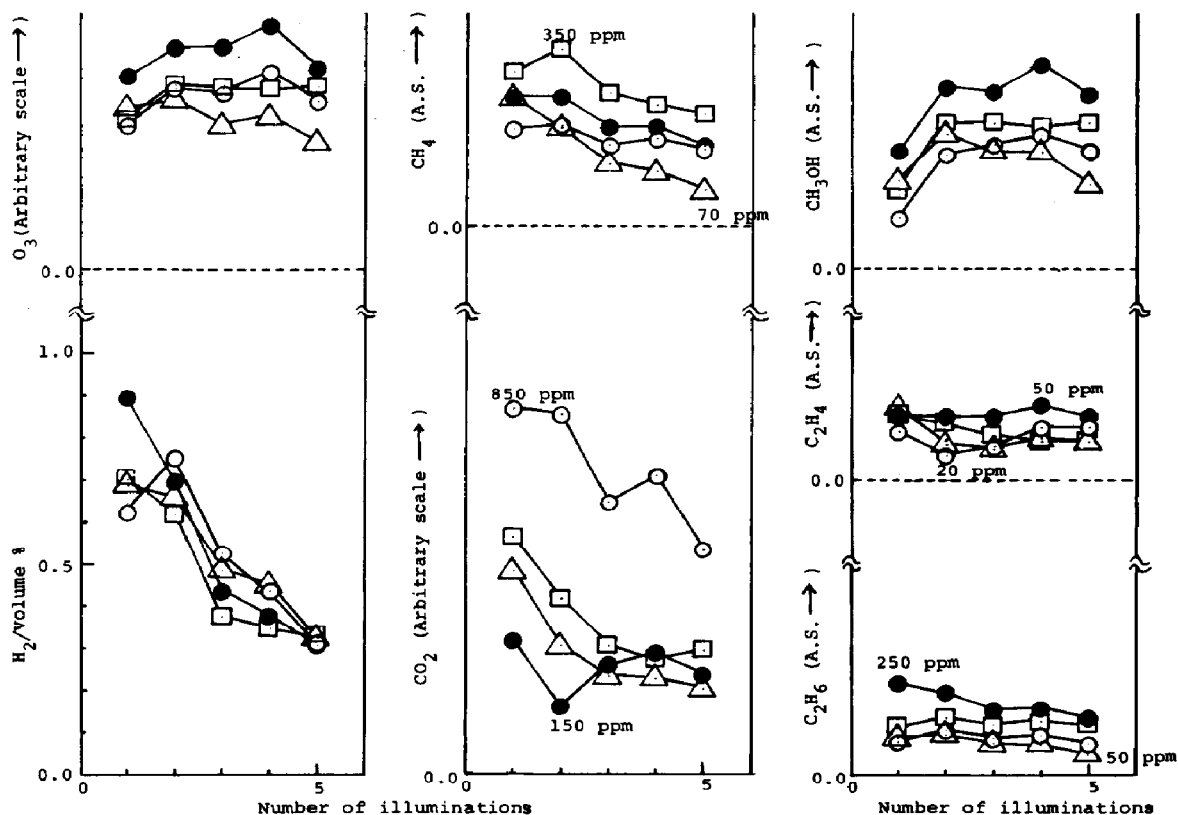 O3(Arbitrary scale →)
0.0
1.0
0.5
0.0
H2/volume %
0
5
CH4 (A.S. →)
350 ppm
70 ppm
0.0
850 ppm
150 ppm
CO2 (Arbitrary scale →)
0.0
0
5
Number of illuminations
CH3OH (A.S. →)
0.0
C2H4 (A.S. →)
50 ppm
20 ppm
0.0
C2H6 (A.S. →)
250 ppm
50 ppm
0.0
0
5
Number of illuminations